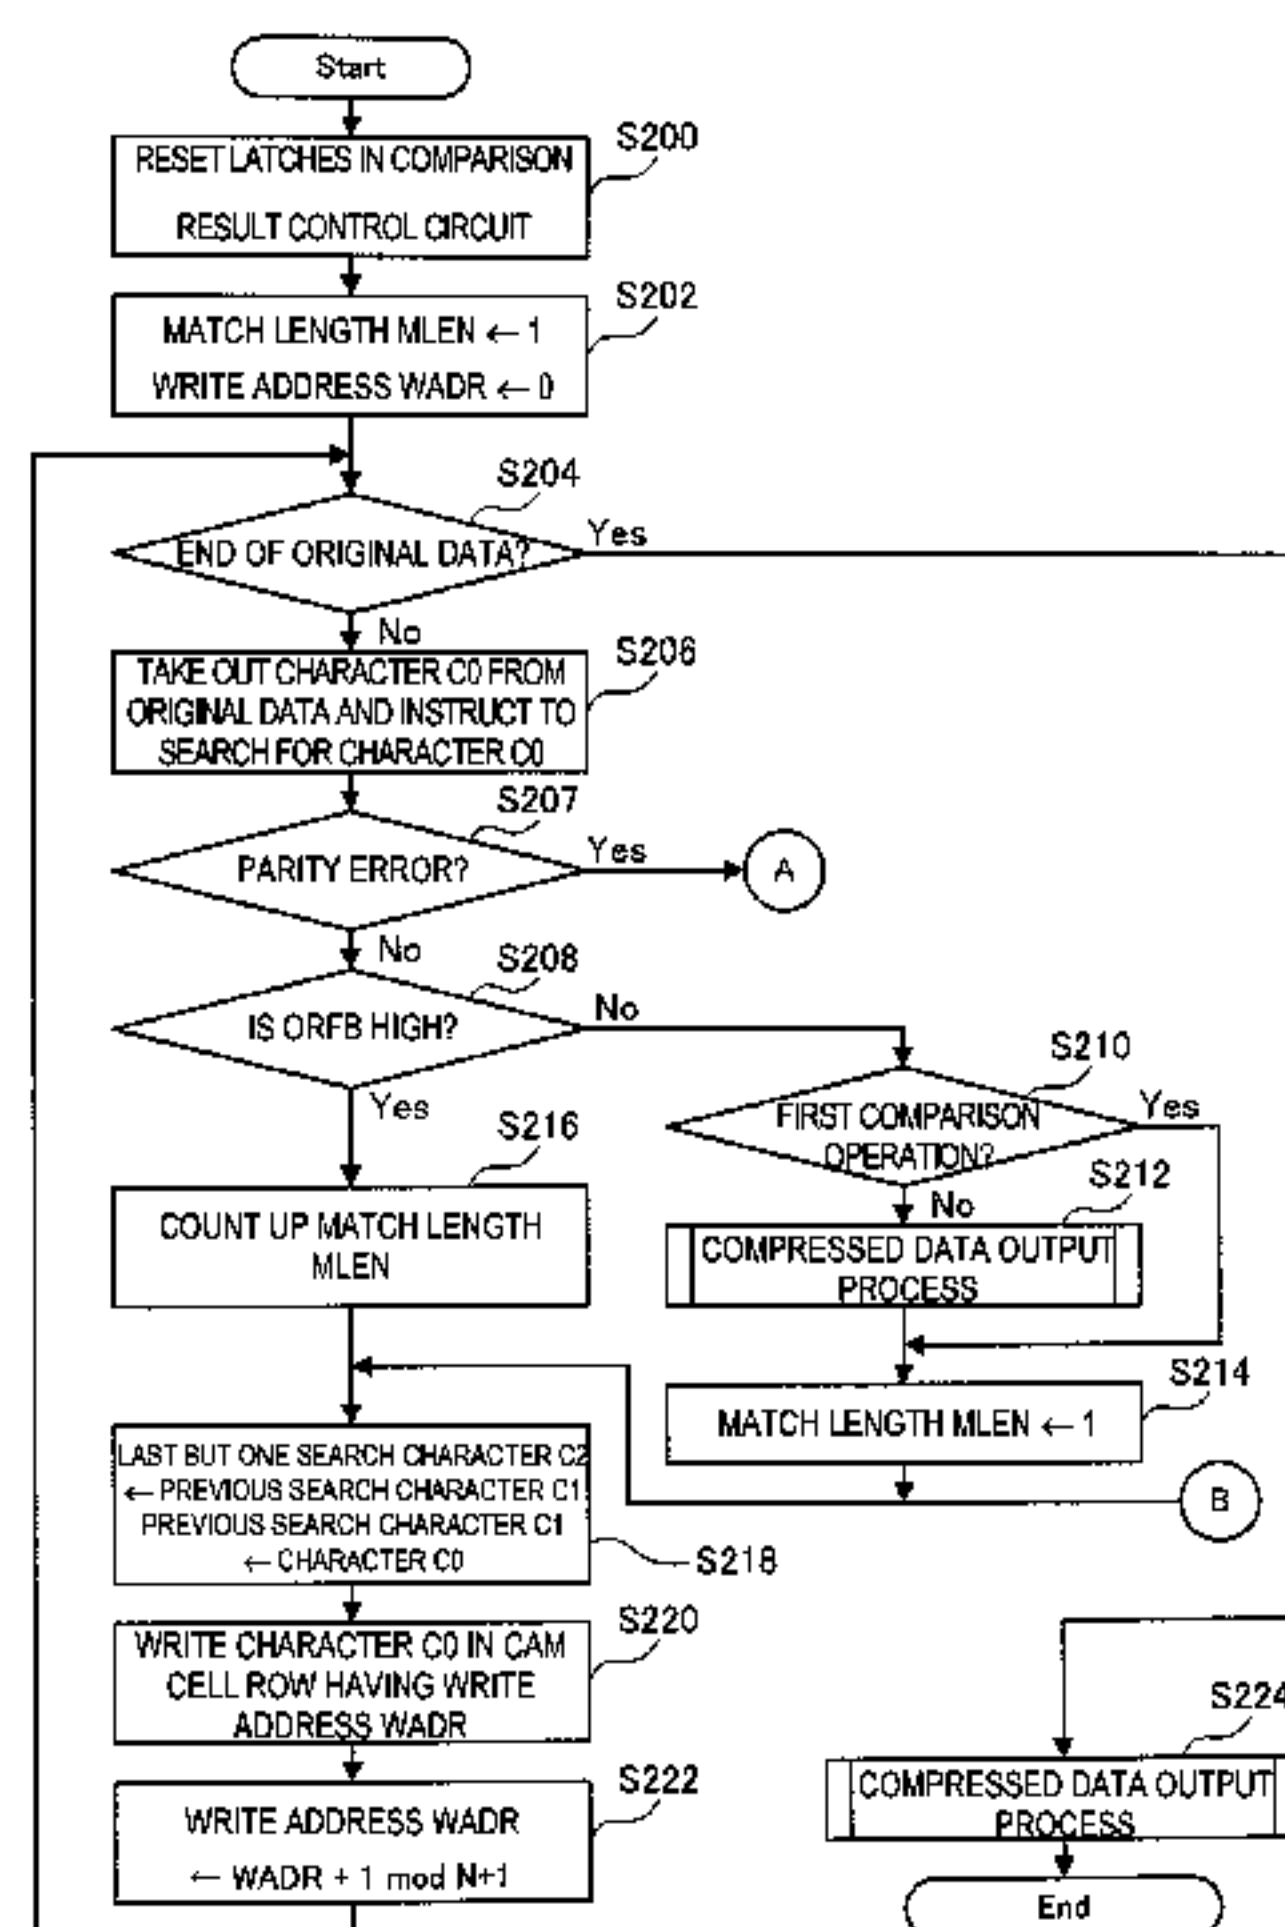 Start
S200
RESET LATCHES IN COMPARISON
RESULT CONTROL CIRCUIT
S202
MATCH LENGTH MLEN ← 1
WRITE ADDRESS WADR ← 0
S204
END OF ORIGINAL DATA?
Yes
No
S206
TAKE OUT CHARACTER C0 FROM
ORIGINAL DATA AND INSTRUCT TO
SEARCH FOR CHARACTER C0
S207
PARITY ERROR?
Yes
A
No
S208
IS ORFB HIGH?
No
Yes
S210
FIRST COMPARISON
OPERATION?
Yes
No
S212
COMPRESSED DATA OUTPUT
PROCESS
S214
MATCH LENGTH MLEN ← 1
B
S216
COUNT UP MATCH LENGTH
MLEN
LAST BUT ONE SEARCH CHARACTER C2
← PREVIOUS SEARCH CHARACTER C1
PREVIOUS SEARCH CHARACTER C1
← CHARACTER C0
S218
S220
WRITE CHARACTER C0 IN CAM
CELL ROW HAVING WRITE
ADDRESS WADR
S222
WRITE ADDRESS WADR
← WADR + 1 mod N+1
S224
COMPRESSED DATA OUTPUT
PROCESS
End